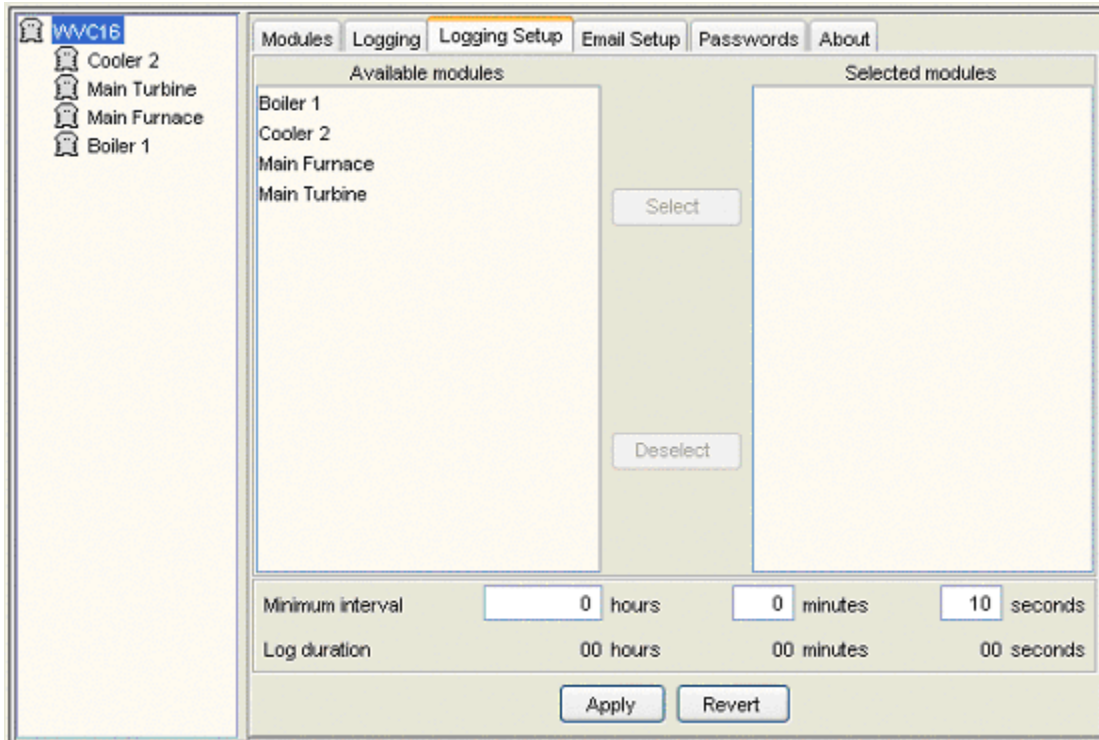 WVC16
Cooler 2
Main Turbine
Main Furnace
Boiler 1
Modules Logging Logging Setup Email Setup Passwords About
Available modules Selected modules
Boiler 1
Cooler 2
Main Furnace
Main Turbine
Select
Deselect
Minimum interval 0 hours 0 minutes 10 seconds
Log duration 00 hours 00 minutes 00 seconds
Apply Revert